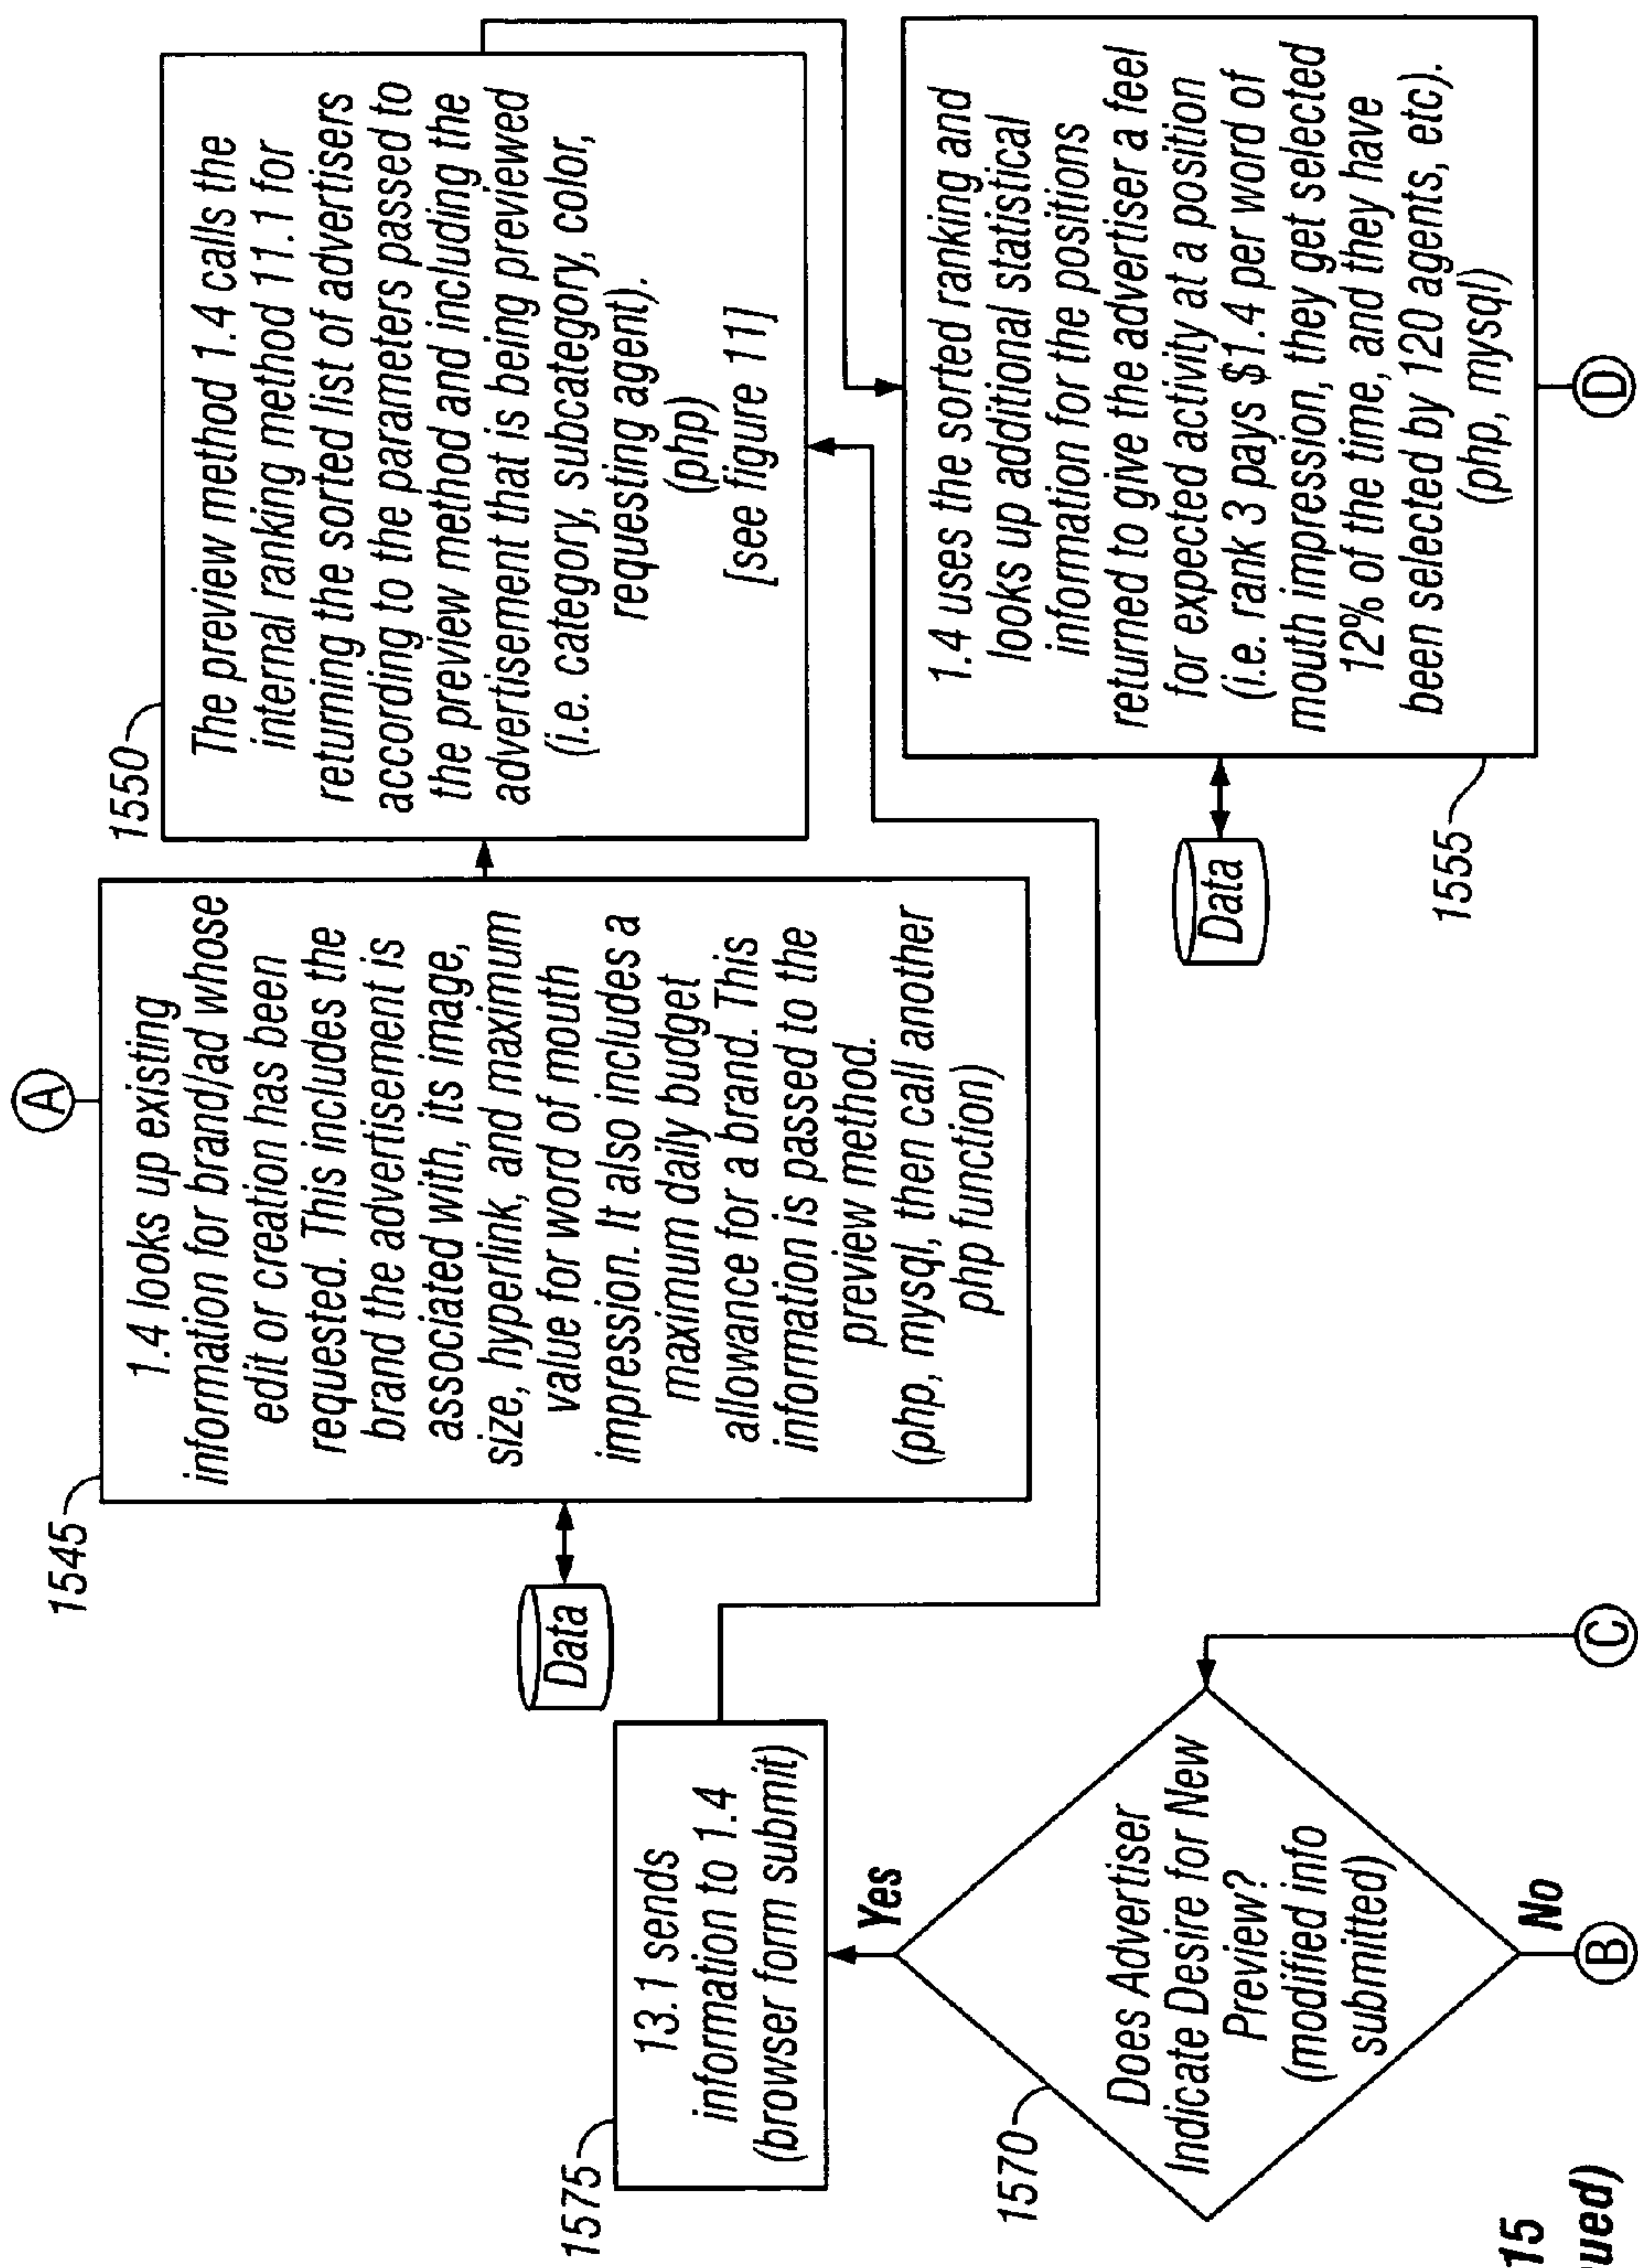 A
1545
1.4 looks up existing
information for brand/ad whose
edit or creation has been
requested. This includes the
brand the advertisement is
associated with, its image,
size, hyperlink, and maximum
value for word of mouth
impression. It also includes a
maximum daily budget
allowance for a brand. This
information is passed to the
preview method.
(php, mysql, then call another
php function)
Data
1550
The preview method 1.4 calls the
internal ranking method 11.1 for
returning the sorted list of advertisers
according to the parameters passed to
the preview method and including the
advertisement that is being previewed
(i.e. category, subcategory, color,
requesting agent).
(php)
[see figure 11]
1575
13.1 sends
information to 1.4
(browser form submit)
Yes
1570
Does Advertiser
Indicate Desire for New
Preview?
(modified info
submitted)
No
B
C
Data
1555
1.4 uses the sorted ranking and
looks up additional statistical
information for the positions
returned to give the advertiser a feel
for expected activity at a position
(i.e. rank 3 pays $1.4 per word of
mouth impression, they get selected
12% of the time, and they have
been selected by 120 agents, etc).
(php, mysql)
D
15
ued)